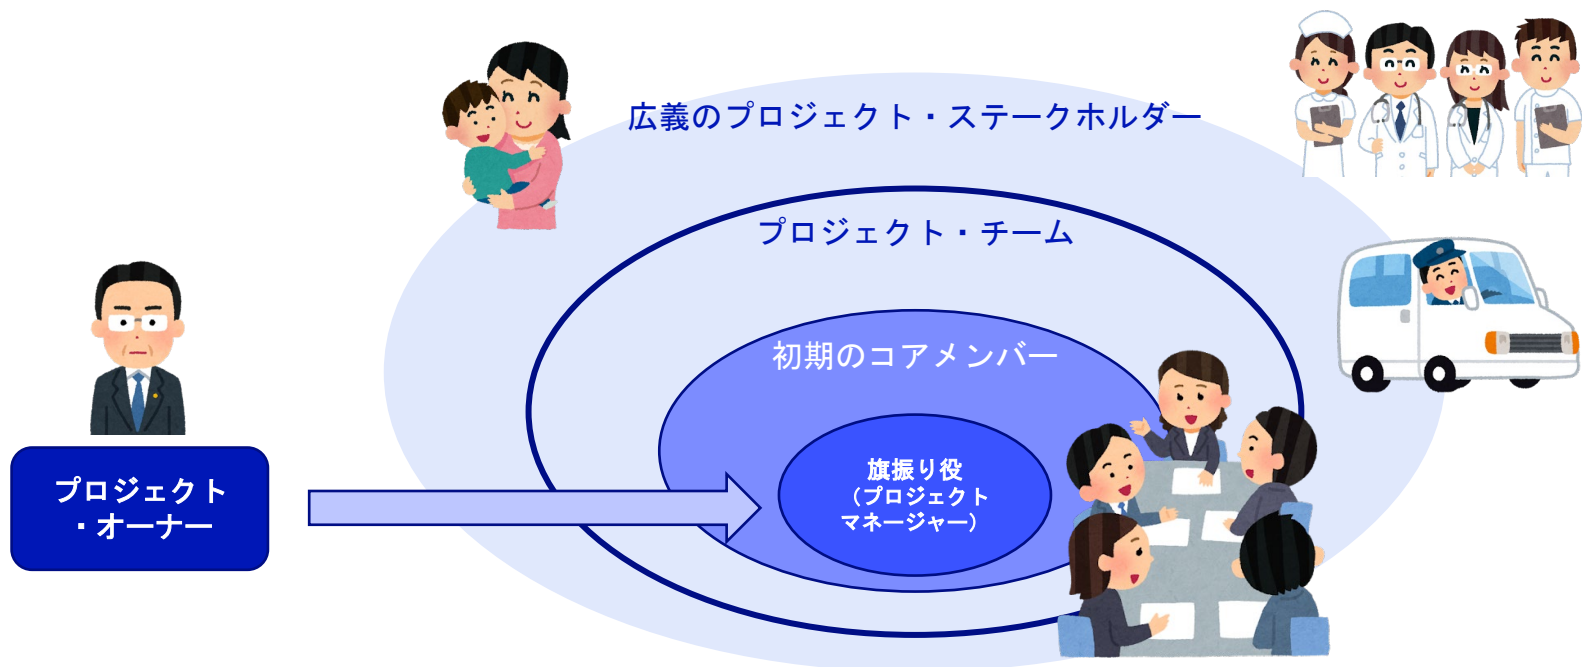 広義のプロジェクト・ステークホルダー
プロジェクト・チーム
初期のコアメンバー
旗振り役
（プロジェクト
マネージャー）
プロジェクト
・オーナー